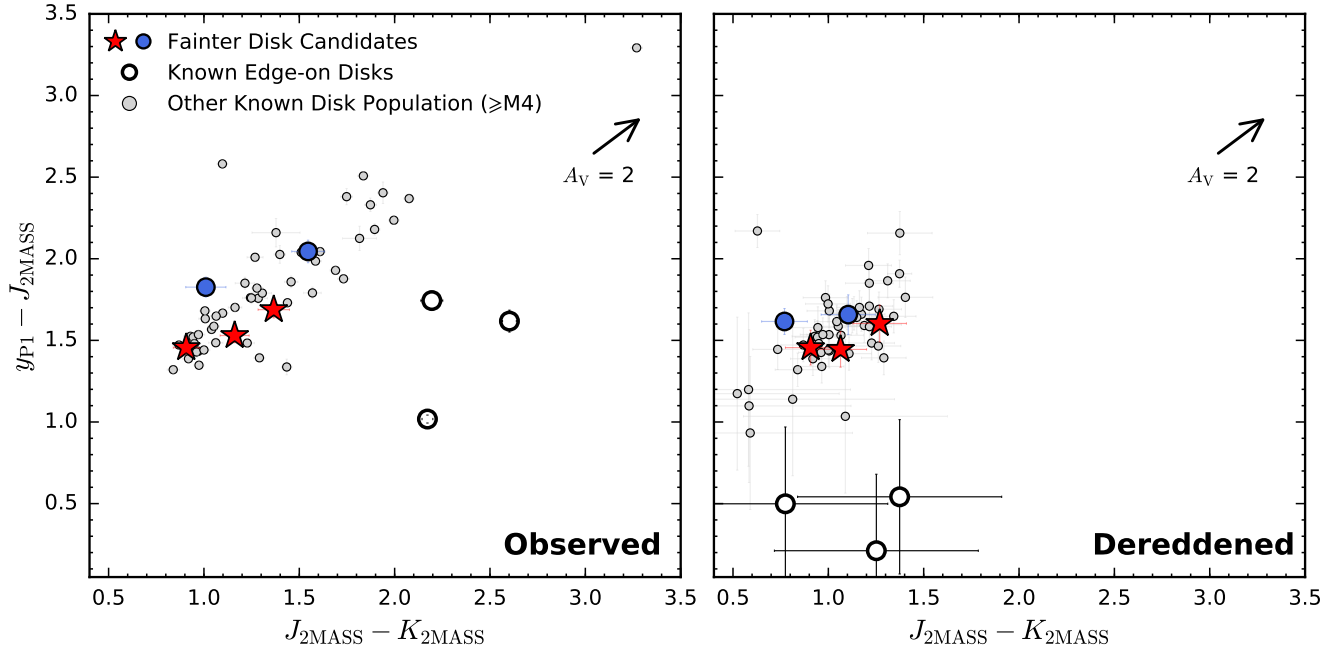 3.5
3.0
2.5
2.0
1.5
1.0
0.5
y_P1 − J_2MASS
Fainter Disk Candidates
Known Edge-on Disks
Other Known Disk Population (⩾M4)
A_V = 2
Observed
0.5 1.0 1.5 2.0 2.5 3.0 3.5
J_2MASS − K_2MASS
A_V = 2
Dereddened
0.5 1.0 1.5 2.0 2.5 3.0 3.5
J_2MASS − K_2MASS